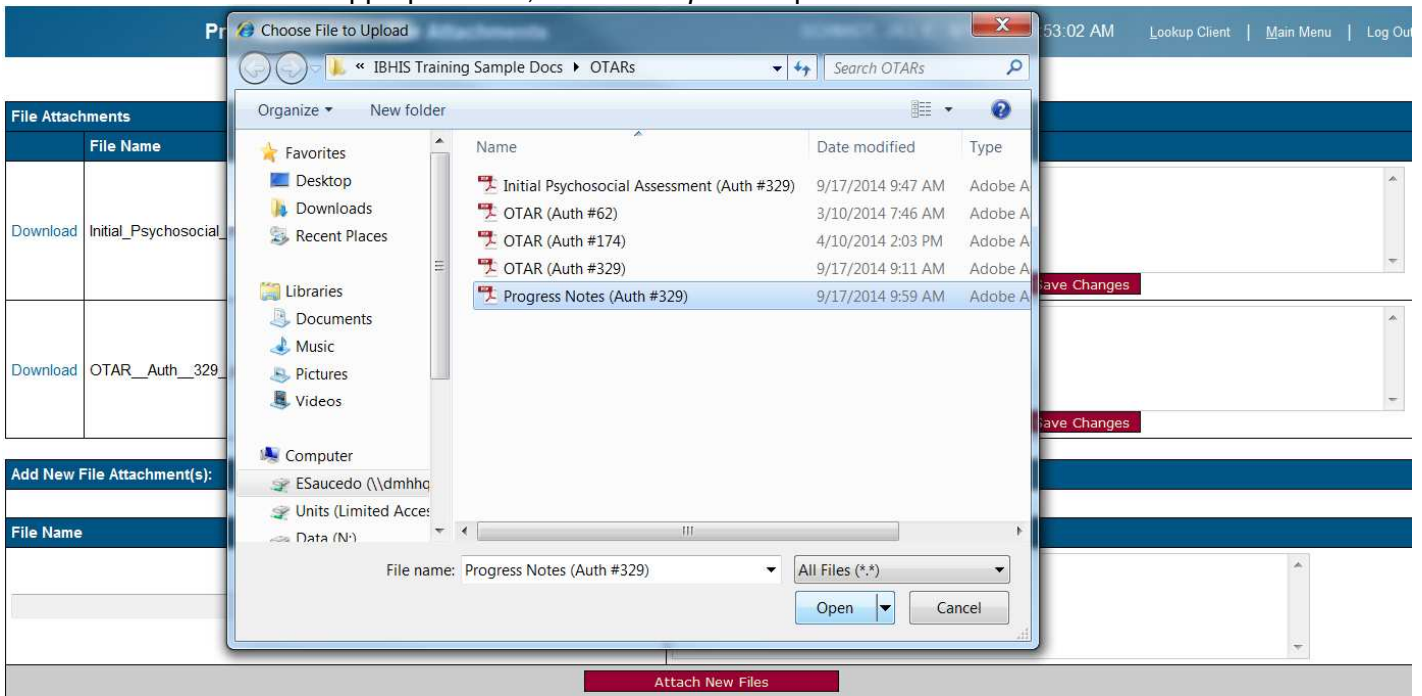 Pr
Choose File to Upload
53:02 AM Lookup Client | Main Menu | Log Out
« IBHIS Training Sample Docs ▸ OTARs
Search OTARs
Organize New folder
File Attachments
File Name
Favorites
Desktop
Downloads
Recent Places
Libraries
Documents
Music
Pictures
Videos
Computer
ESaucedo (\\dmhhq
Units (Limited Acces
Data (N:)
Name Date modified Type
Initial Psychosocial Assessment (Auth #329) 9/17/2014 9:47 AM Adobe A
OTAR (Auth #62) 3/10/2014 7:46 AM Adobe A
OTAR (Auth #174) 4/10/2014 2:03 PM Adobe A
OTAR (Auth #329) 9/17/2014 9:11 AM Adobe A
Progress Notes (Auth #329) 9/17/2014 9:59 AM Adobe A
Download Initial_Psychosocial_
Save Changes
Download OTAR__Auth__329_
Save Changes
Add New File Attachment(s):
File Name
File name: Progress Notes (Auth #329) All Files (*.*)
Open Cancel
Attach New Files